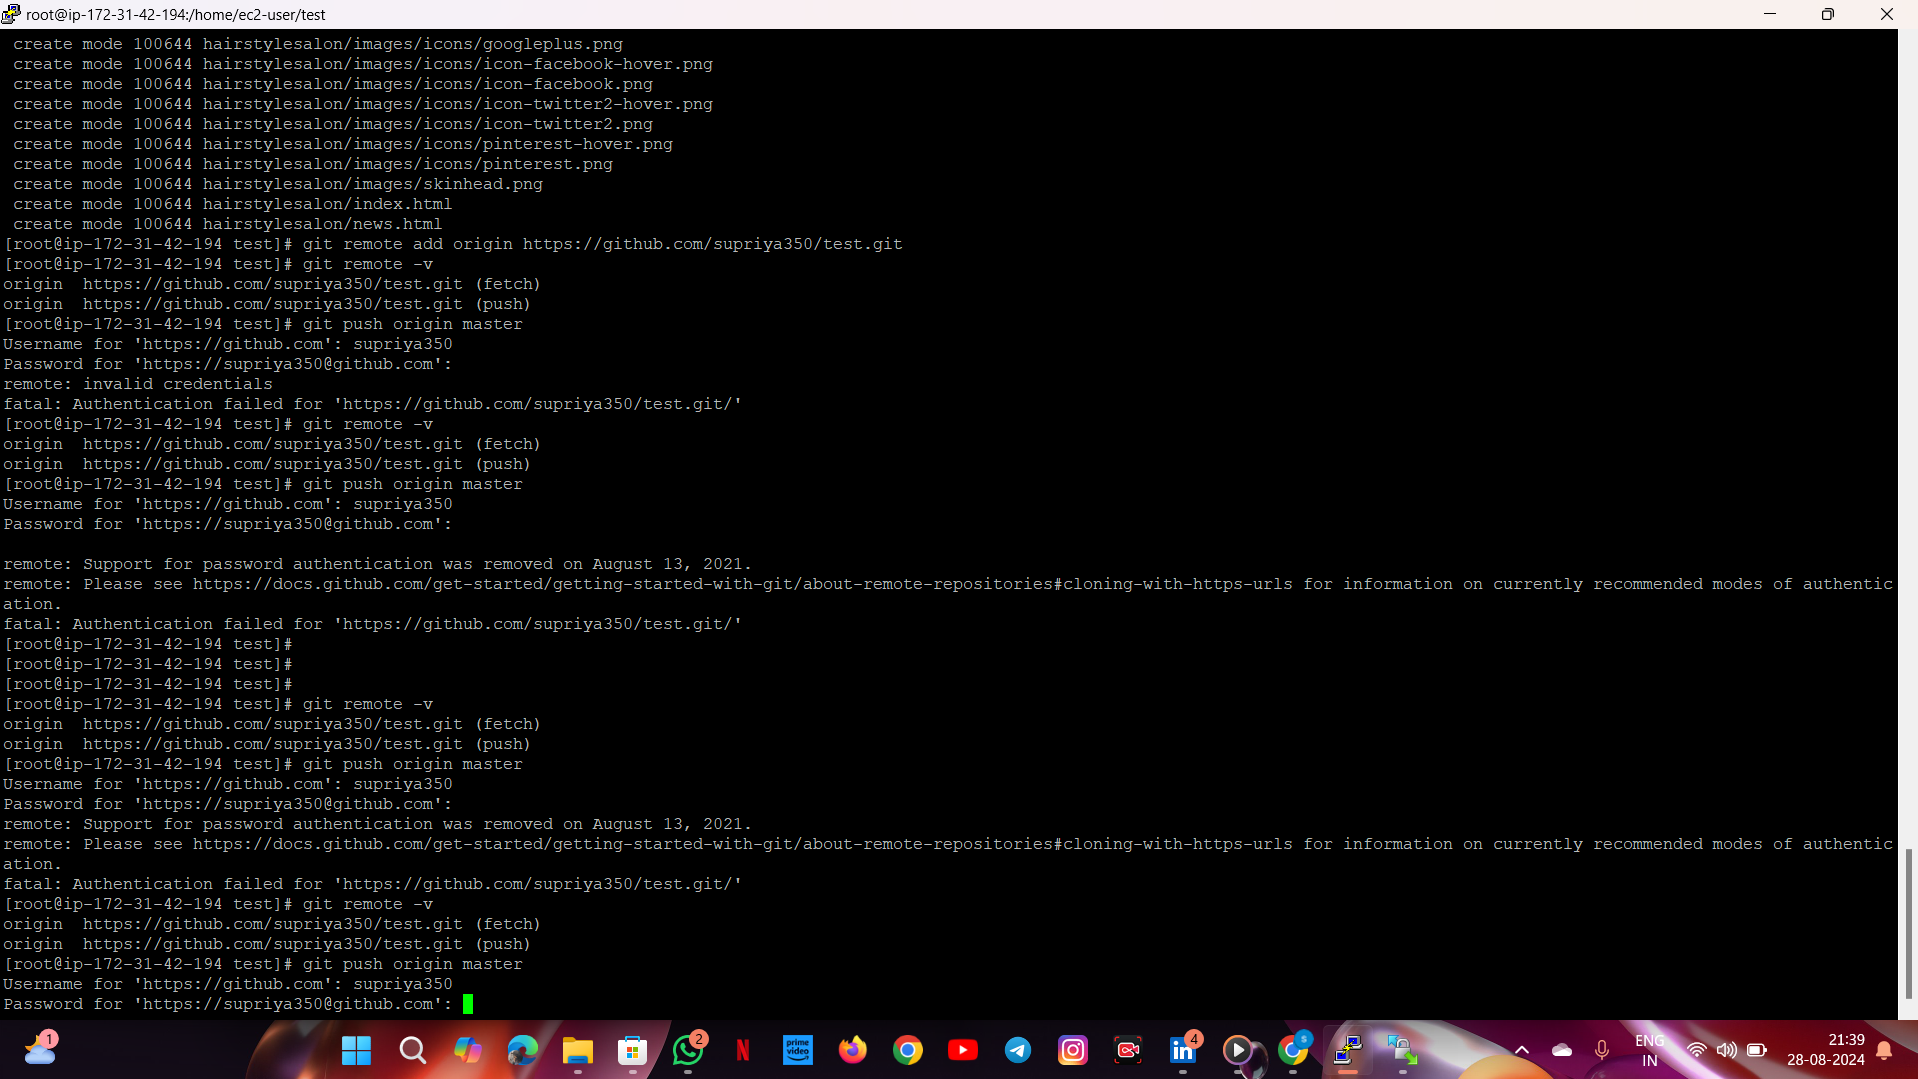 root@ip-172-31-42-194:/home/ec2-user/test
create mode 100644 hairstylesalon/images/icons/googleplus.png
create mode 100644 hairstylesalon/images/icons/icon-facebook-hover.png
create mode 100644 hairstylesalon/images/icons/icon-facebook.png
create mode 100644 hairstylesalon/images/icons/icon-twitter2-hover.png
create mode 100644 hairstylesalon/images/icons/icon-twitter2.png
create mode 100644 hairstylesalon/images/icons/pinterest-hover.png
create mode 100644 hairstylesalon/images/icons/pinterest.png
create mode 100644 hairstylesalon/images/skinhead.png
create mode 100644 hairstylesalon/index.html
create mode 100644 hairstylesalon/news.html
[root@ip-172-31-42-194 test]# git remote add origin https://github.com/supriya350/test.git
[root@ip-172-31-42-194 test]# git remote -v
origin  https://github.com/supriya350/test.git (fetch)
origin  https://github.com/supriya350/test.git (push)
[root@ip-172-31-42-194 test]# git push origin master
Username for 'https://github.com': supriya350
Password for 'https://supriya350@github.com':
remote: invalid credentials
fatal: Authentication failed for 'https://github.com/supriya350/test.git/'
[root@ip-172-31-42-194 test]# git remote -v
origin  https://github.com/supriya350/test.git (fetch)
origin  https://github.com/supriya350/test.git (push)
[root@ip-172-31-42-194 test]# git push origin master
Username for 'https://github.com': supriya350
Password for 'https://supriya350@github.com':
remote: Support for password authentication was removed on August 13, 2021.
remote: Please see https://docs.github.com/get-started/getting-started-with-git/about-remote-repositories#cloning-with-https-urls for information on currently recommended modes of authentic
ation.
fatal: Authentication failed for 'https://github.com/supriya350/test.git/'
[root@ip-172-31-42-194 test]#
[root@ip-172-31-42-194 test]#
[root@ip-172-31-42-194 test]#
[root@ip-172-31-42-194 test]# git remote -v
origin  https://github.com/supriya350/test.git (fetch)
origin  https://github.com/supriya350/test.git (push)
[root@ip-172-31-42-194 test]# git push origin master
Username for 'https://github.com': supriya350
Password for 'https://supriya350@github.com':
remote: Support for password authentication was removed on August 13, 2021.
remote: Please see https://docs.github.com/get-started/getting-started-with-git/about-remote-repositories#cloning-with-https-urls for information on currently recommended modes of authentic
ation.
fatal: Authentication failed for 'https://github.com/supriya350/test.git/'
[root@ip-172-31-42-194 test]# git remote -v
origin  https://github.com/supriya350/test.git (fetch)
origin  https://github.com/supriya350/test.git (push)
[root@ip-172-31-42-194 test]# git push origin master
Username for 'https://github.com': supriya350
Password for 'https://supriya350@github.com':
1
2
N
prime video
in
4
S
ENG
IN
21:39
28-08-2024